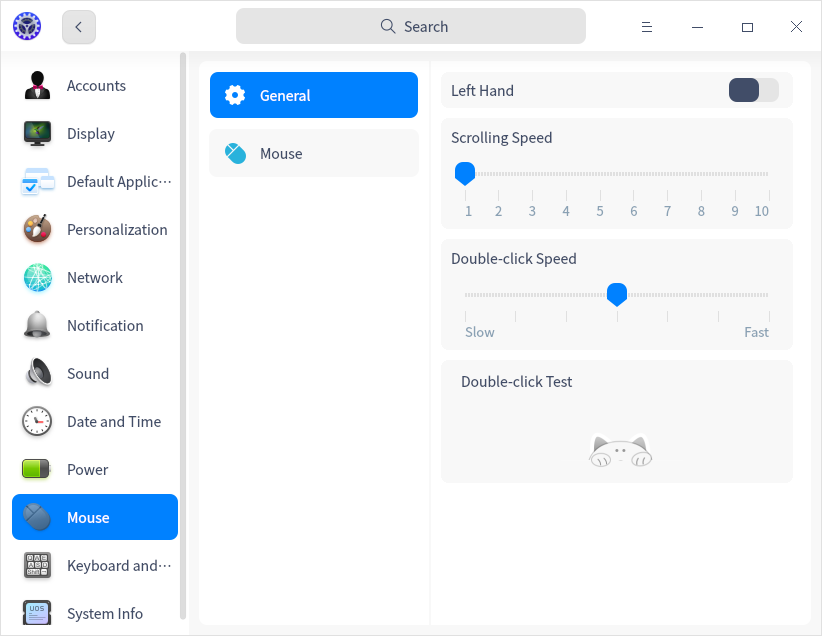 Search
Accounts
Display
Default Applic···
Personalization
Network
Notification
Sound
Date and Time
Power
Mouse
Keyboard and···
UOS
System Info
General
Mouse
Left Hand
Scrolling Speed
1 2 3 4 5 6 7 8 9 10
Double-click Speed
Slow Fast
Double-click Test